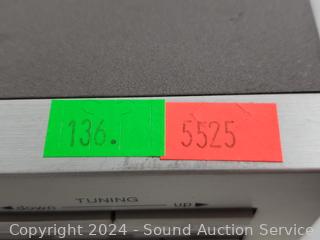 136. 5525
TUNING
down up
Copyright 2024 - Sound Auction Service